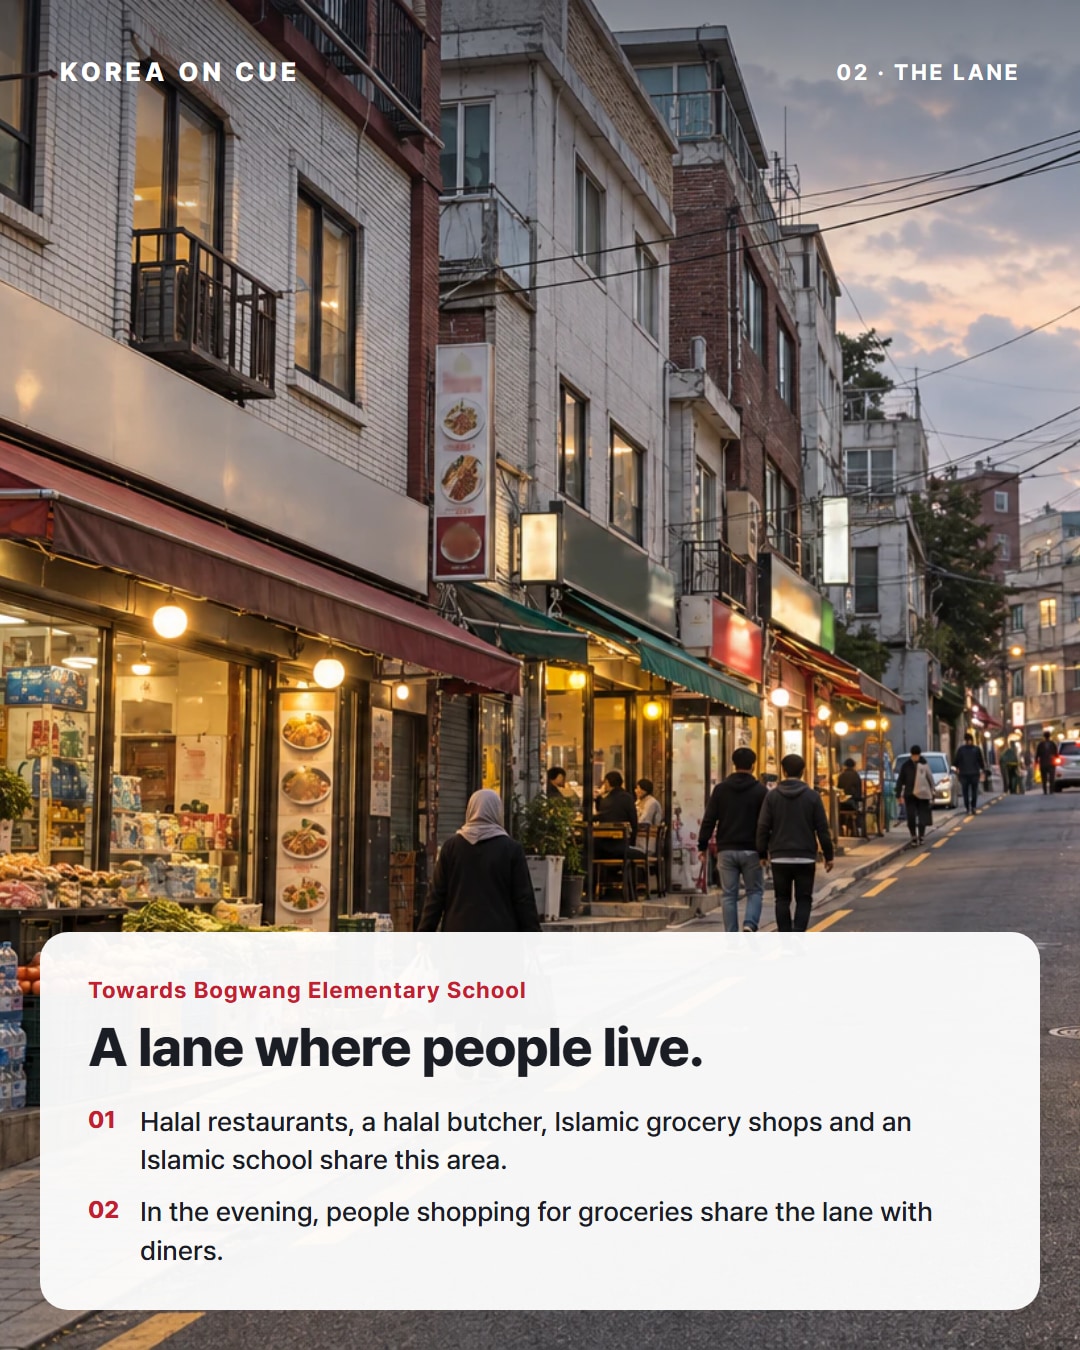 KOREA ON CUE
02 · THE LANE
Towards Bogwang Elementary School
A lane where people live.
01 Halal restaurants, a halal butcher, Islamic grocery shops and an
Islamic school share this area.
02 In the evening, people shopping for groceries share the lane with
diners.